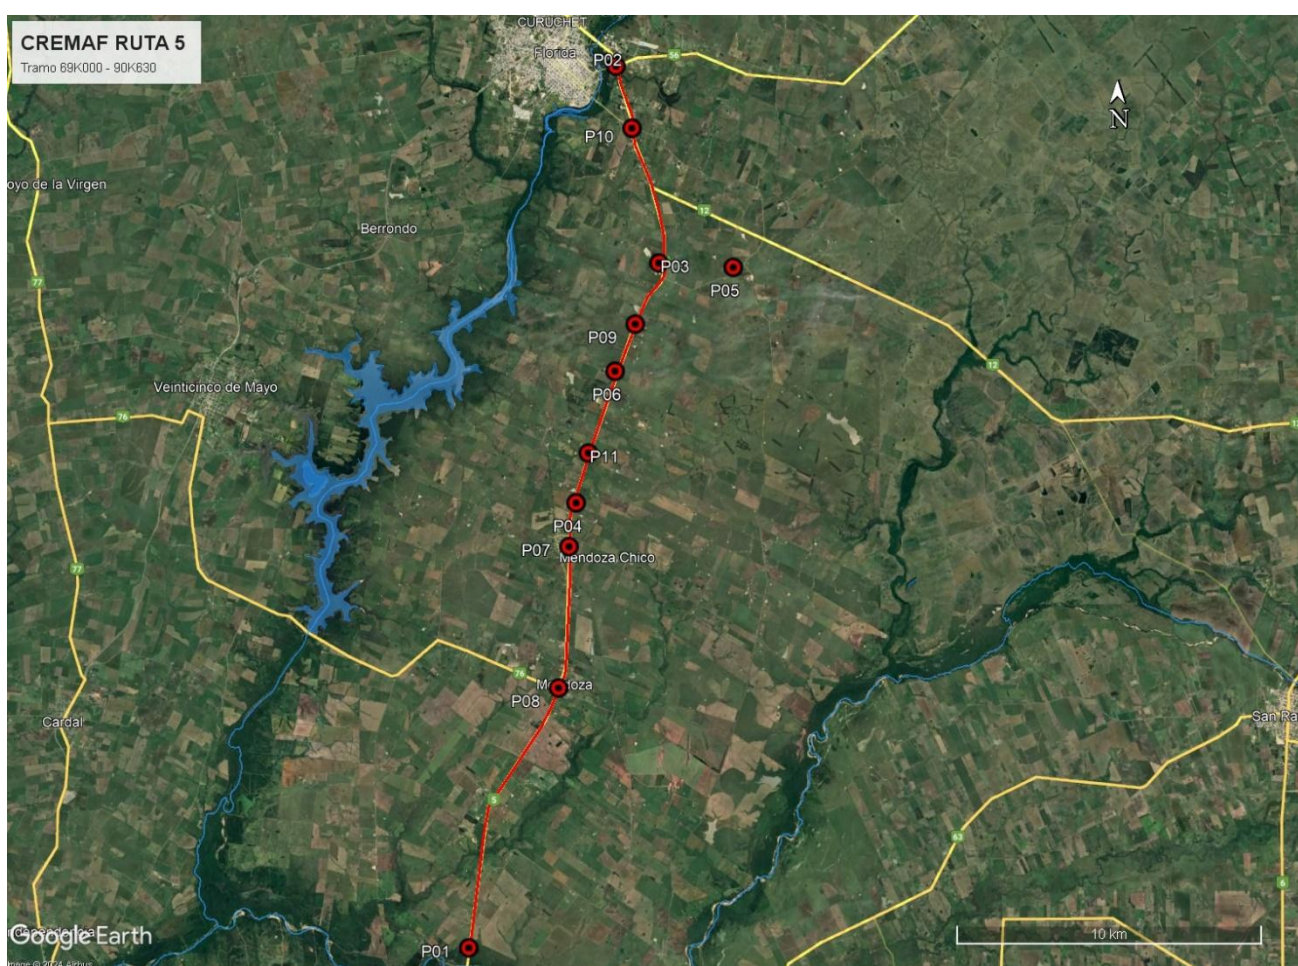 CURUCHET
CREMAF RUTA 5
Tramo 69K000 - 90K630
Florida
P02
56
P10
N
oyo de la Virgen
12
Berrondo
77
P03
P05
P09
12
Veinticinco de Mayo
P06
76
P11
P04
P07
Mendoza Chico
77
76
Mendoza
P08
Cardal
San Ra
5
63
6
Google Earth
10 km
P01